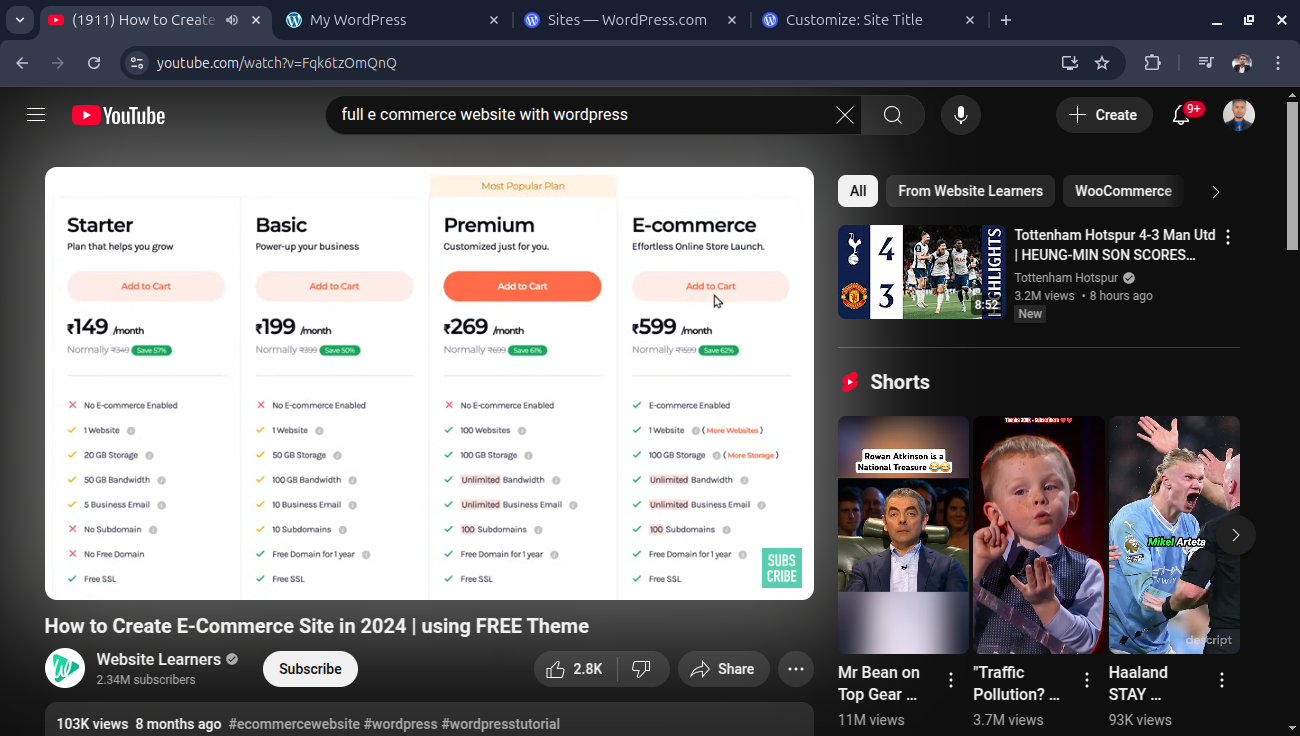 (1911) How to Create
My WordPress
Sites — WordPress.com
Customize: Site Title
youtube.com/watch?v=Fqk6tzOmQnQ
YouTube
full e commerce website with wordpress
Create
9+
Most Popular Plan
Starter
Plan that helps you grow
Add to Cart
₹149 /month
Normally ₹349 Save 57%
No E-commerce Enabled
1 Website
20 GB Storage
50 GB Bandwidth
5 Business Email
No Subdomain
No Free Domain
Free SSL
Basic
Power-up your business
Add to Cart
₹199 /month
Normally ₹399 Save 50%
No E-commerce Enabled
1 Website
50 GB Storage
100 GB Bandwidth
10 Business Email
10 Subdomains
Free Domain for 1 year
Free SSL
Premium
Customized just for you.
Add to Cart
₹269 /month
Normally ₹699 Save 61%
No E-commerce Enabled
100 Websites
100 GB Storage
Unlimited Bandwidth
Unlimited Business Email
100 Subdomains
Free Domain for 1 year
Free SSL
E-commerce
Effortless Online Store Launch.
Add to Cart
₹599 /month
Normally ₹1599 Save 62%
E-commerce Enabled
1 Website ( More Websites )
100 GB Storage ( More Storage )
Unlimited Bandwidth
Unlimited Business Email
100 Subdomains
Free Domain for 1 year
Free SSL
SUBS
CRIBE
How to Create E-Commerce Site in 2024 | using FREE Theme
Website Learners
2.34M subscribers
Subscribe
2.8K
Share
103K views 8 months ago #ecommercewebsite #wordpress #wordpresstutorial
All
From Website Learners
WooCommerce
4
3
HIGHLIGHTS
8:52
Tottenham Hotspur 4-3 Man Utd
| HEUNG-MIN SON SCORES...
Tottenham Hotspur
3.2M views • 8 hours ago
New
Shorts
Rowan Atkinson is a
National Treasure
Mr Bean on
Top Gear ...
11M views
Thanks 300k+ Subscribers
"Traffic
Pollution? ...
3.7M views
Mikel Arteta
descript
Haaland
STAY ...
93K views